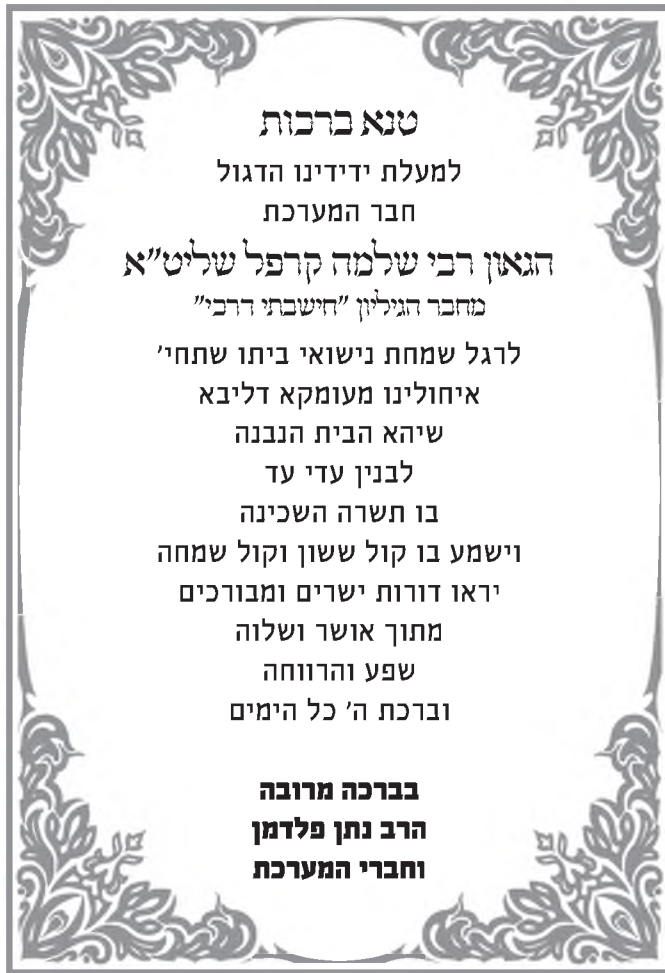 טנא ברכות
למעלת ידידינו הדגול
חבר המערכת
הגאון רבי שלמה קרפל שליט"א
מחבר הגיליון "חישבתי דרכי"
לרגל שמחת נישואי ביתו שתחי'
איחולינו מעומקא דליבא
שיהא הבית הנבנה
לבנין עדי עד
בו תשרה השכינה
וישמע בו קול ששון וקול שמחה
יראו דורות ישרים ומבורכים
מתוך אושר ושלוה
שפע והרווחה
וברכת ה' כל הימים
בברכה מרובה
הרב נתן פלדמן
וחברי המערכת